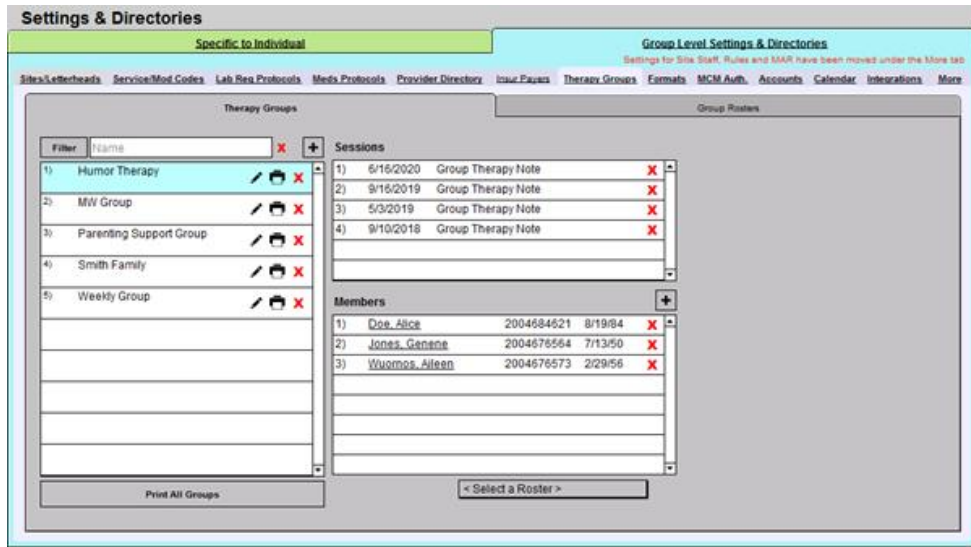 Settings & Directories
Specific to Individual
Group Level Settings & Directories
Settings for Site Staff, Rules and MAR have been moved under the More tab
Sites/Letterheads Service/Mod Codes Lab Req Protocols Meds Protocols Provider Directory Insur Payers Therapy Groups Formats MCM Auth. Accounts Calendar Integrations More
Therapy Groups
Group Rosters
Filter Name X +
1) Humor Therapy X
2) MW Group X
3) Parenting Support Group X
4) Smith Family X
5) Weekly Group X
Print All Groups
Sessions
1) 6/16/2020 Group Therapy Note X
2) 9/16/2019 Group Therapy Note X
3) 5/3/2019 Group Therapy Note X
4) 9/10/2018 Group Therapy Note X
Members +
1) Doe, Alice 2004684621 8/19/84 X
2) Jones, Genene 2004676564 7/13/50 X
3) Wuornos, Aileen 2004676573 2/29/56 X
< Select a Roster >